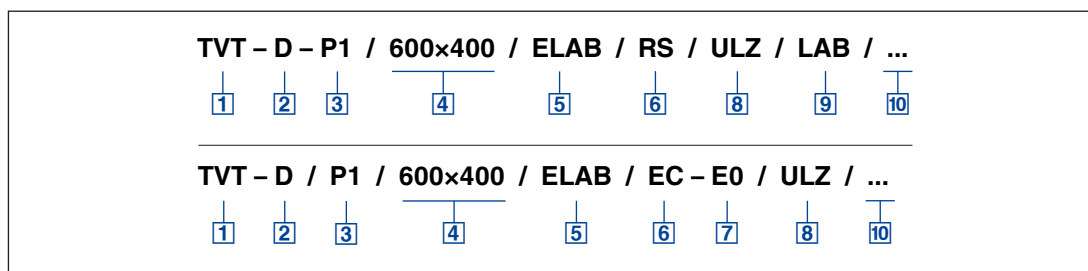 TVT – D – P1 / 600×400 / ELAB / RS / ULZ / LAB / ...
1 2 3 4 5 6 8 9 10
TVT – D / P1 / 600×400 / ELAB / EC – E0 / ULZ / ...
1 2 3 4 5 6 7 8 10